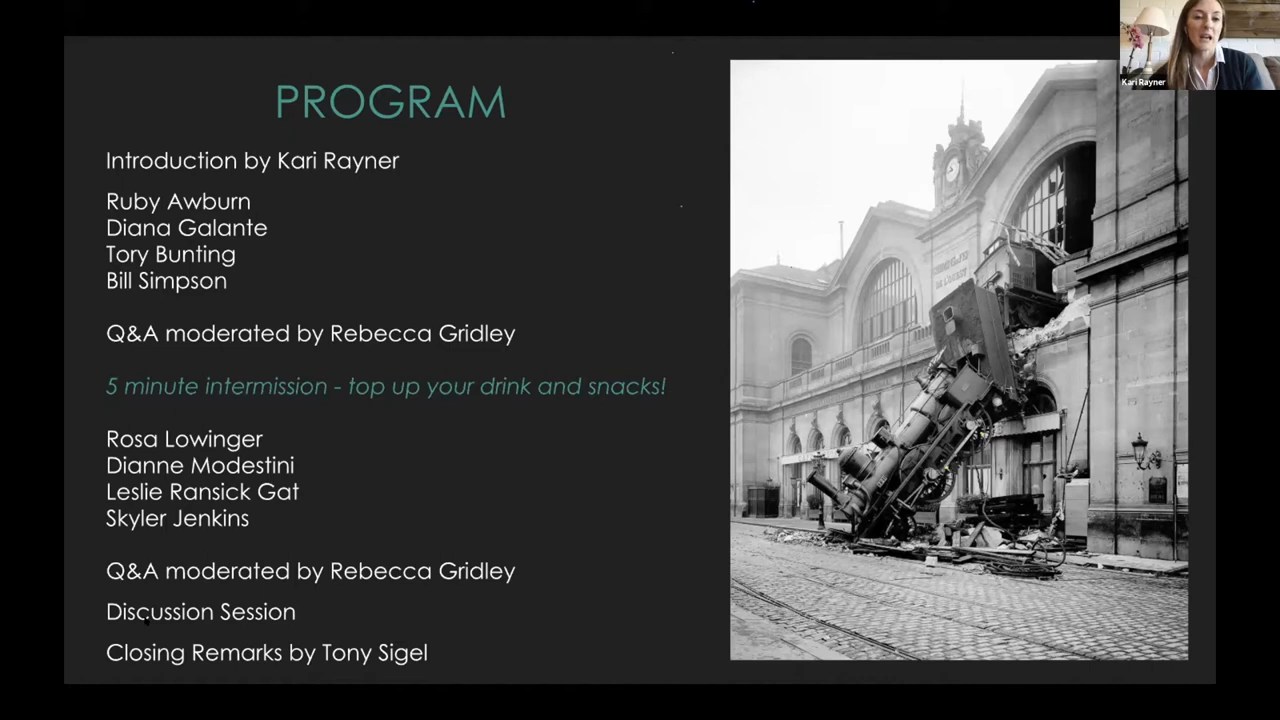 PROGRAM
Introduction by Kari Rayner
Ruby Awburn
Diana Galante
Tory Bunting
Bill Simpson
Q&A moderated by Rebecca Gridley
5 minute intermission - top up your drink and snacks!
Rosa Lowinger
Dianne Modestini
Leslie Ransick Gat
Skyler Jenkins
Q&A moderated by Rebecca Gridley
Discussion Session
Closing Remarks by Tony Sigel
Kari Rayner